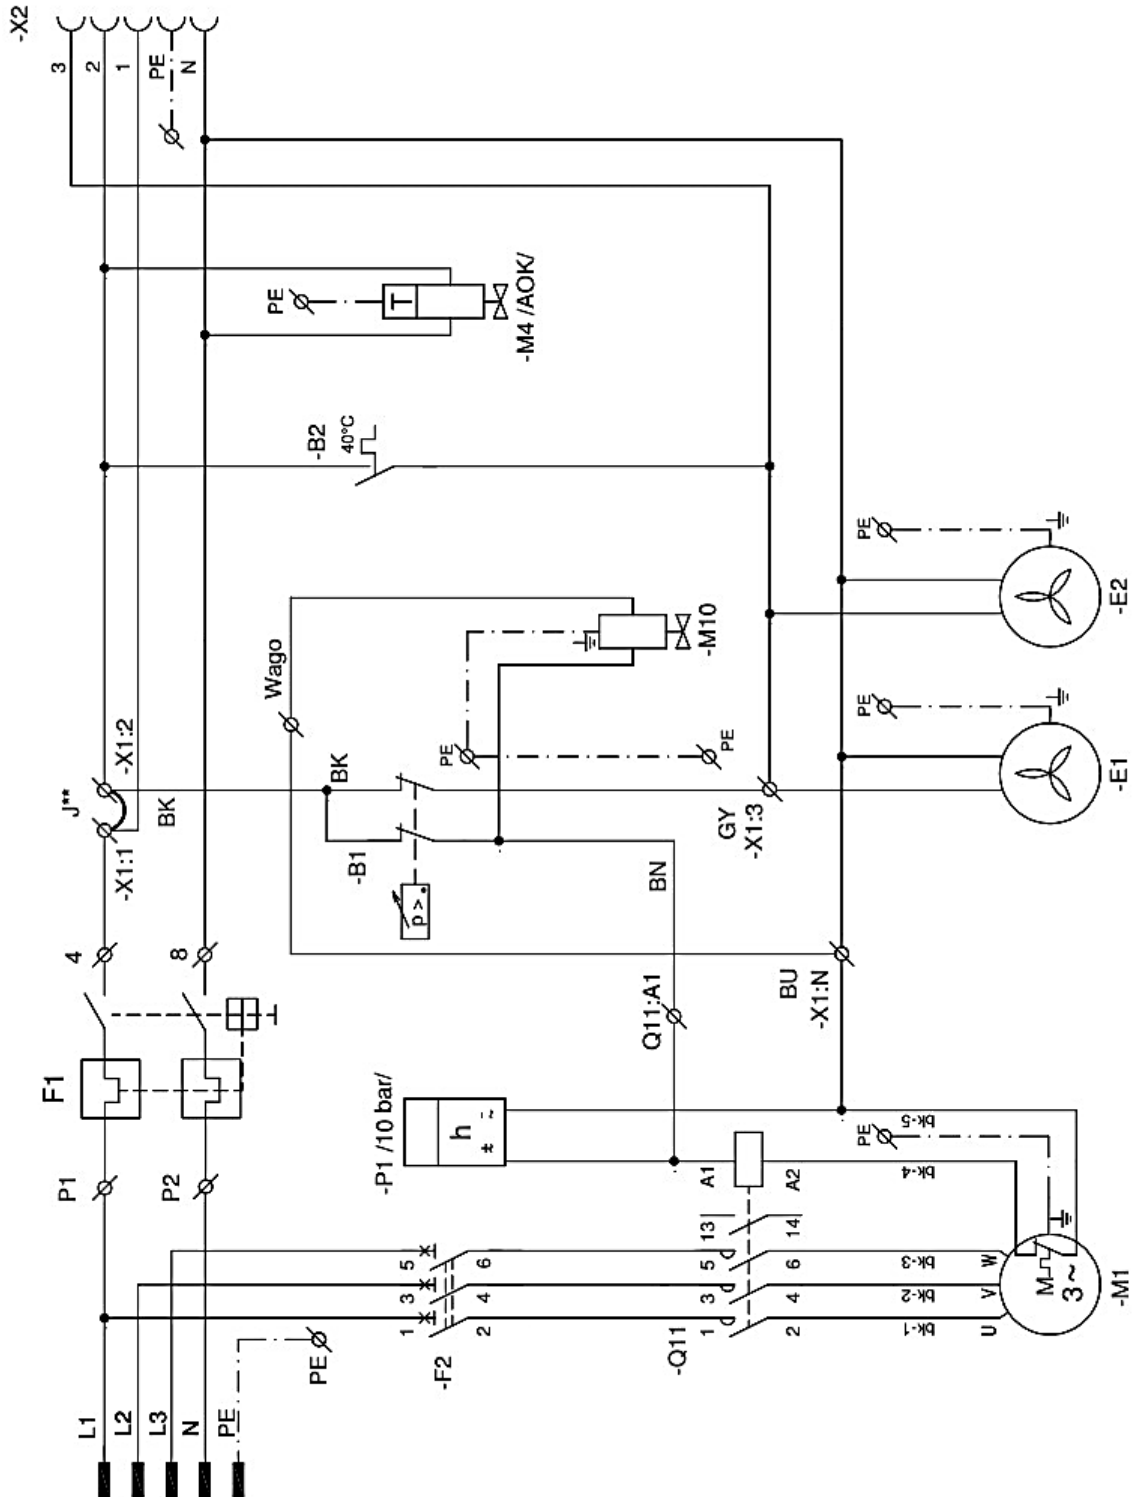 -X2
3
2
1
PE
N
PE
T
-M4 /AOK/
-B2
40°C
PE
-E2
Wago
-M10
PE
PE
PE
-E1
J**
-X1:2
-X1:1
BK
BK
-B1
p >
GY
-X1:3
BN
4
8
BU
-X1:N
Q11:A1
F1
P1
P2
-P1 /10 bar/
h
A1
A2
bk-5
bk-4
PE
13
14
5
6
5
6
bk-3
W
3
4
3
4
bk-2
V
1
2
1
2
bk-1
U
M
3~
-M1
-F2
-Q11
PE
L1
L2
L3
N
PE